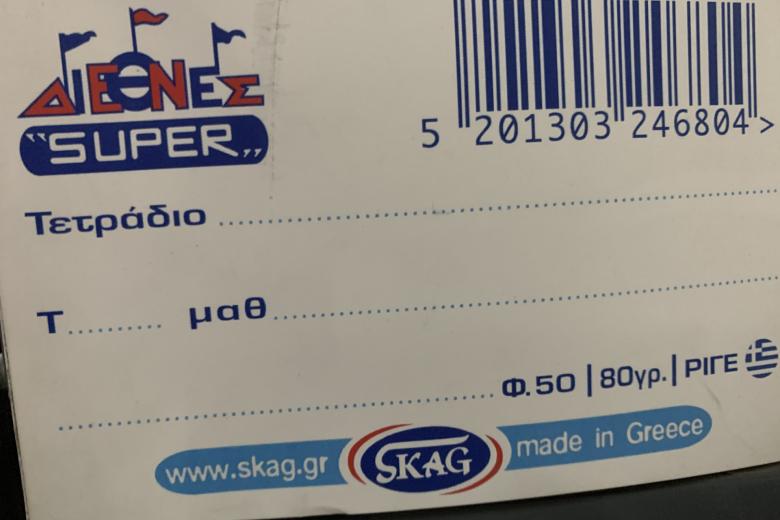 ΔΙΕΘΝΕΣ
“SUPER„
5 201303 246804 >
Τετράδιο ........................................
Τ.......... μαθ........................................
........................................ Φ.50 | 80γρ. | ΡΙΓΕ
www.skag.gr SKAG made in Greece